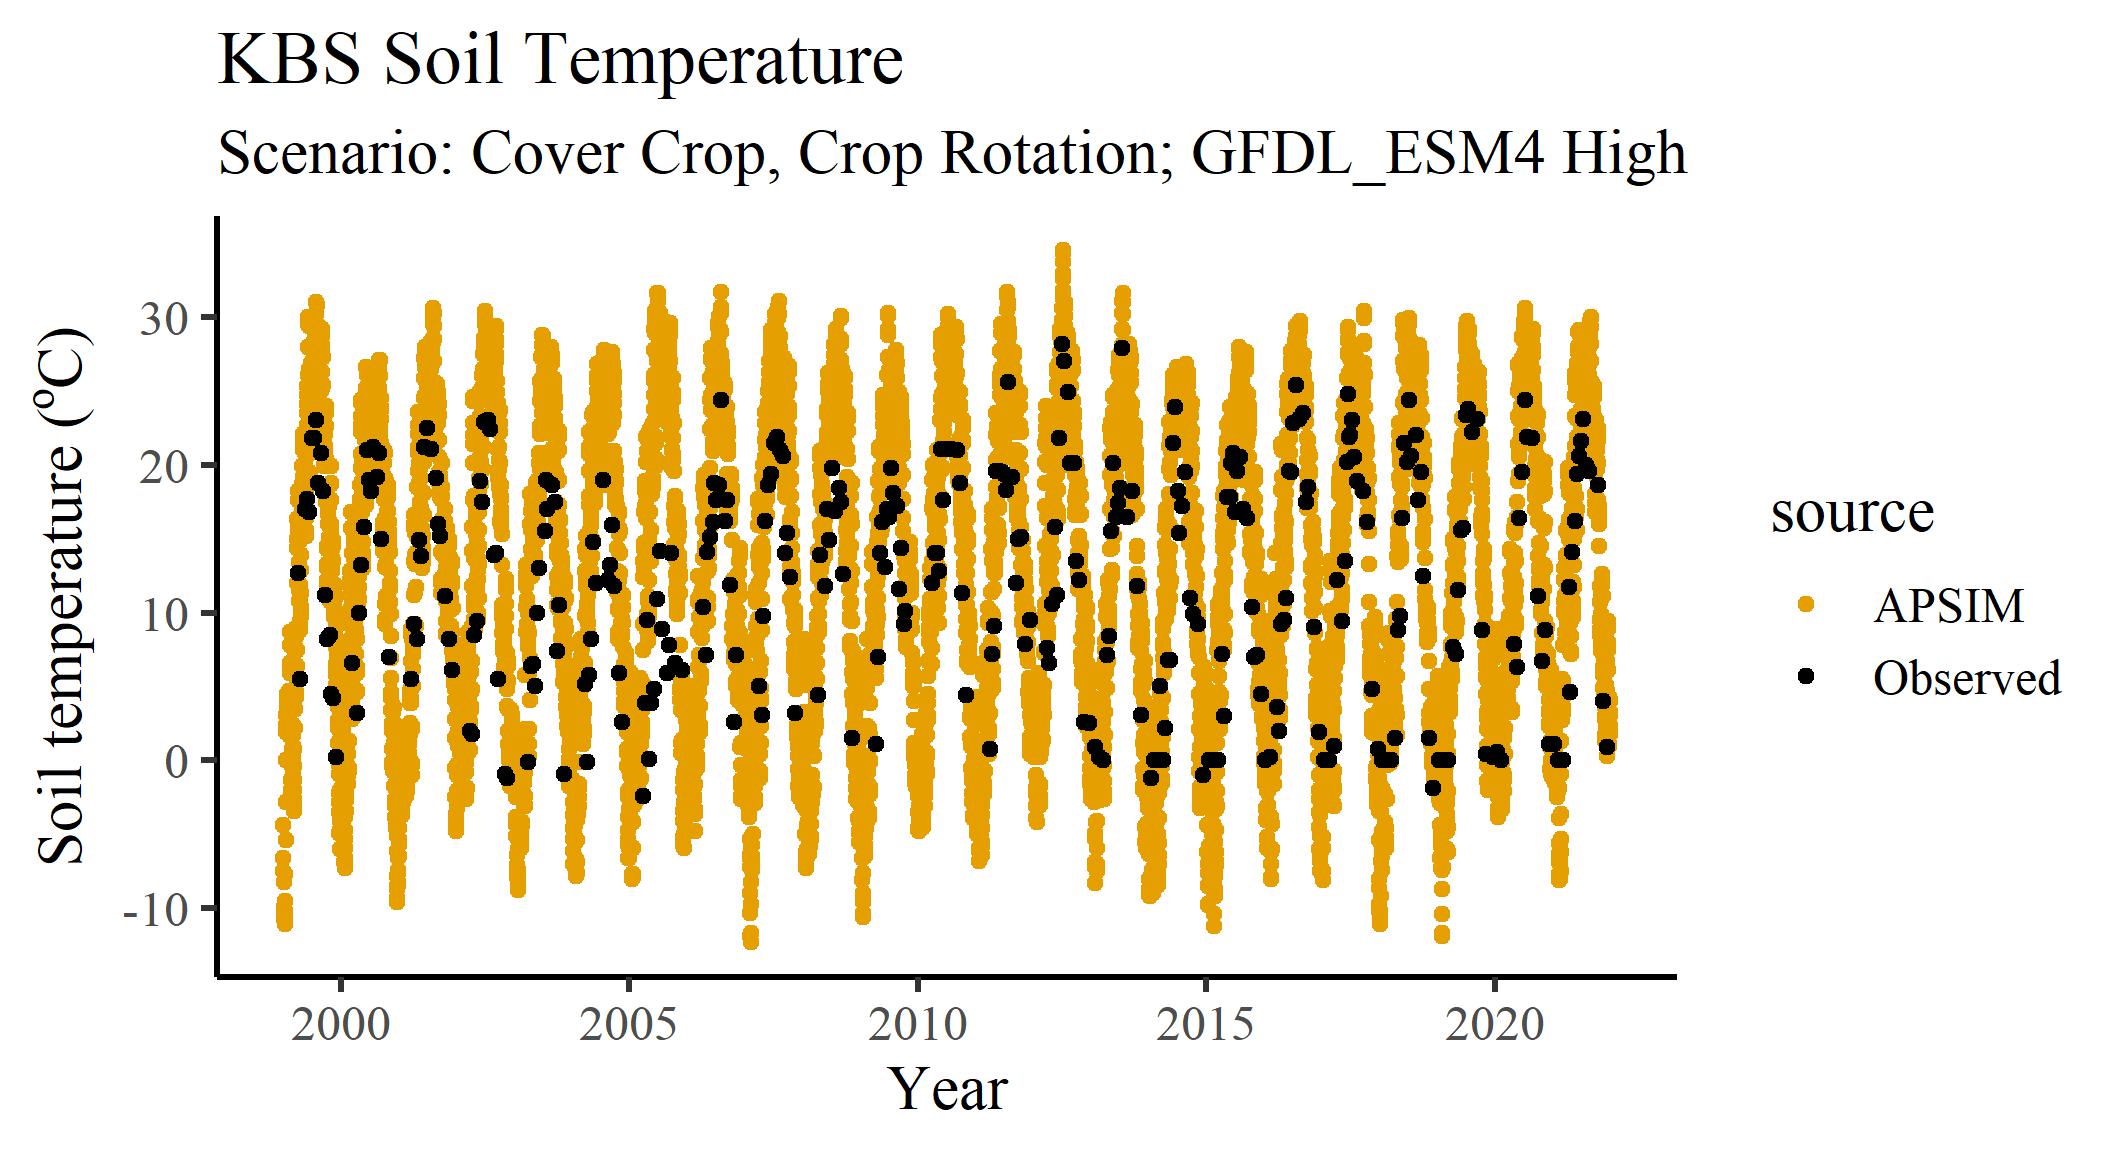 KBS Soil Temperature
Scenario: Cover Crop, Crop Rotation; GFDL_ESM4 High
Soil temperature (°C)
30
20
10
0
-10
2000 2005 2010 2015 2020
Year
source
APSIM
Observed